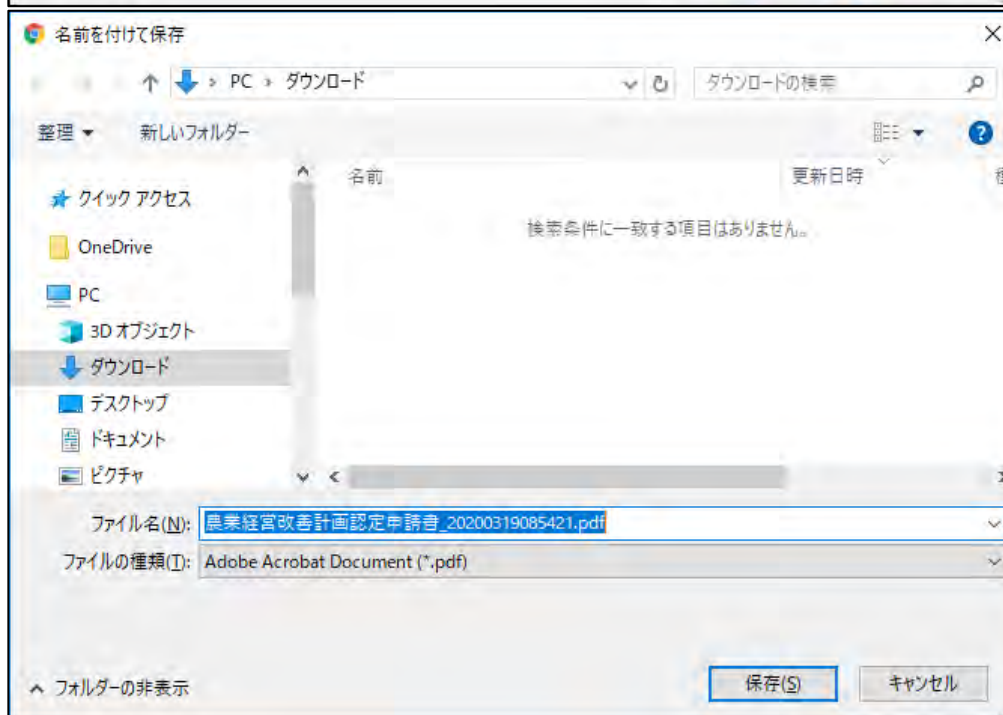 名前を付けて保存
PC › ダウンロード
ダウンロードの検索
整理 ▼ 新しいフォルダー
名前 更新日時
検索条件に一致する項目はありません。
クイック アクセス
OneDrive
PC
3D オブジェクト
ダウンロード
デスクトップ
ドキュメント
ピクチャ
ファイル名(N): 農業経営改善計画認定申請書_20200319085421.pdf
ファイルの種類(T): Adobe Acrobat Document (*.pdf)
フォルダーの非表示
保存(S) キャンセル